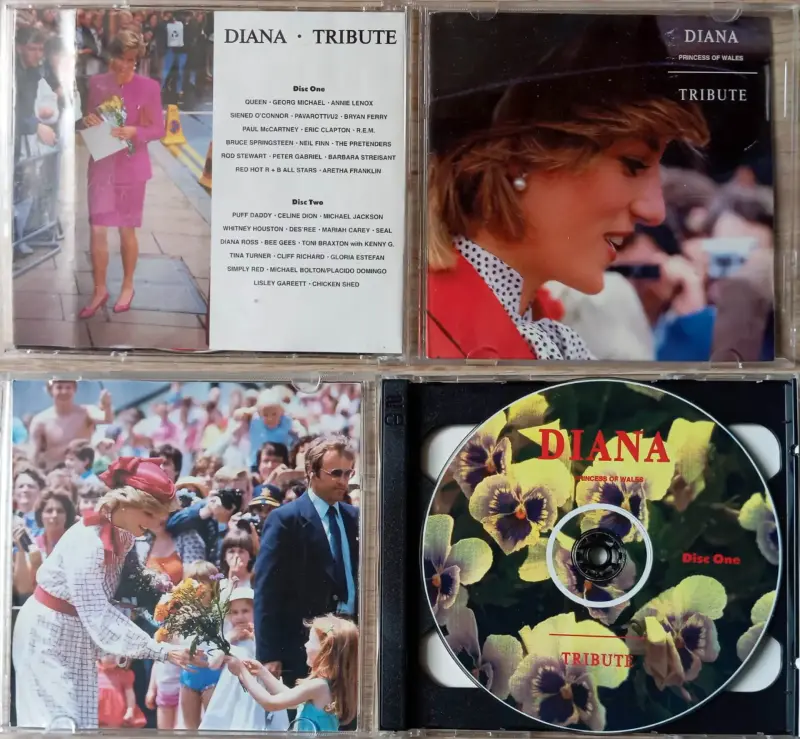 DIANA · TRIBUTE
Disc One
QUEEN · GEORG MICHAEL · ANNIE LENOX
SIENED O'CONNOR · PAVAROTTI/U2 · BRYAN FERRY
PAUL McCARTNEY · ERIC CLAPTON · R.E.M.
BRUCE SPRINGSTEEN · NEIL FINN · THE PRETENDERS
ROD STEWART · PETER GABRIEL · BARBARA STREISANT
RED HOT R + B ALL STARS · ARETHA FRANKLIN
Disc Two
PUFF DADDY · CELINE DION · MICHAEL JACKSON
WHITNEY HOUSTON · DES'REE · MARIAH CAREY · SEAL
DIANA ROSS · BEE GEES · TONI BRAXTON with KENNY G.
TINA TURNER · CLIFF RICHARD · GLORIA ESTEFAN
SIMPLY RED · MICHAEL BOLTON/PLACIDO DOMINGO
LISLEY GAREETT · CHICKEN SHED
DIANA
PRINCESS OF WALES
TRIBUTE
DIANA
PRINCESS OF WALES
Disc One
TRIBUTE